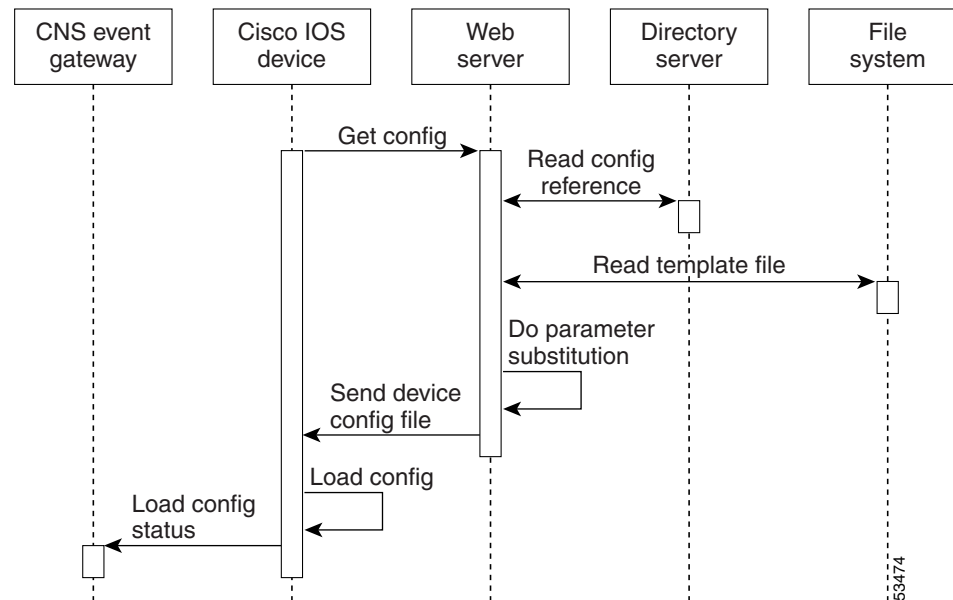 CNS event
gateway
Cisco IOS
device
Web
server
Directory
server
File
system
Get config
Read config
reference
Read template file
Do parameter
substitution
Send device
config file
Load config
Load config
status
53474